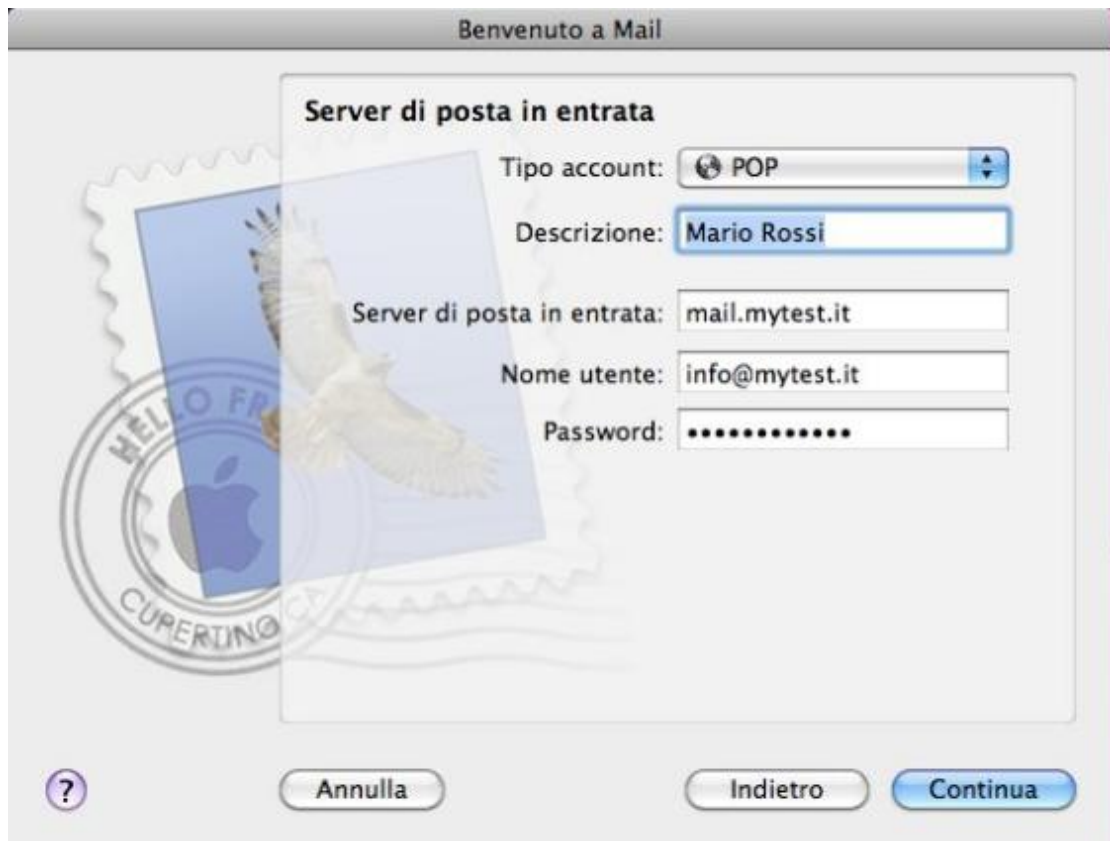 Benvenuto a Mail
Server di posta in entrata
Tipo account: POP
Descrizione: Mario Rossi
Server di posta in entrata: mail.mytest.it
Nome utente: info@mytest.it
Password: ••••••••••••
HELLO FR
CUPERTINO CA
? Annulla Indietro Continua